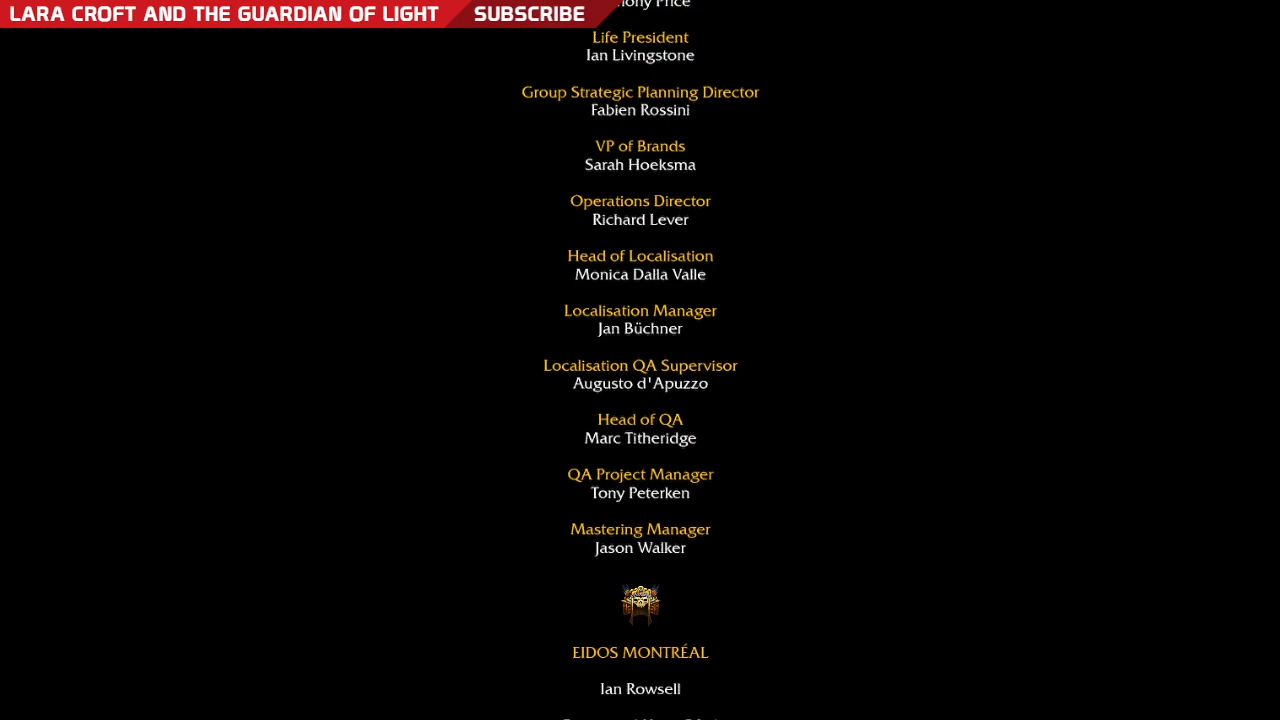 LARA CROFT AND THE GUARDIAN OF LIGHT SUBSCRIBE
Price
Life President
Ian Livingstone
Group Strategic Planning Director
Fabien Rossini
VP of Brands
Sarah Hoeksma
Operations Director
Richard Lever
Head of Localisation
Monica Dalla Valle
Localisation Manager
Jan Büchner
Localisation QA Supervisor
Augusto d'Apuzzo
Head of QA
Marc Titheridge
QA Project Manager
Tony Peterken
Mastering Manager
Jason Walker
EIDOS MONTRÉAL
Ian Rowsell